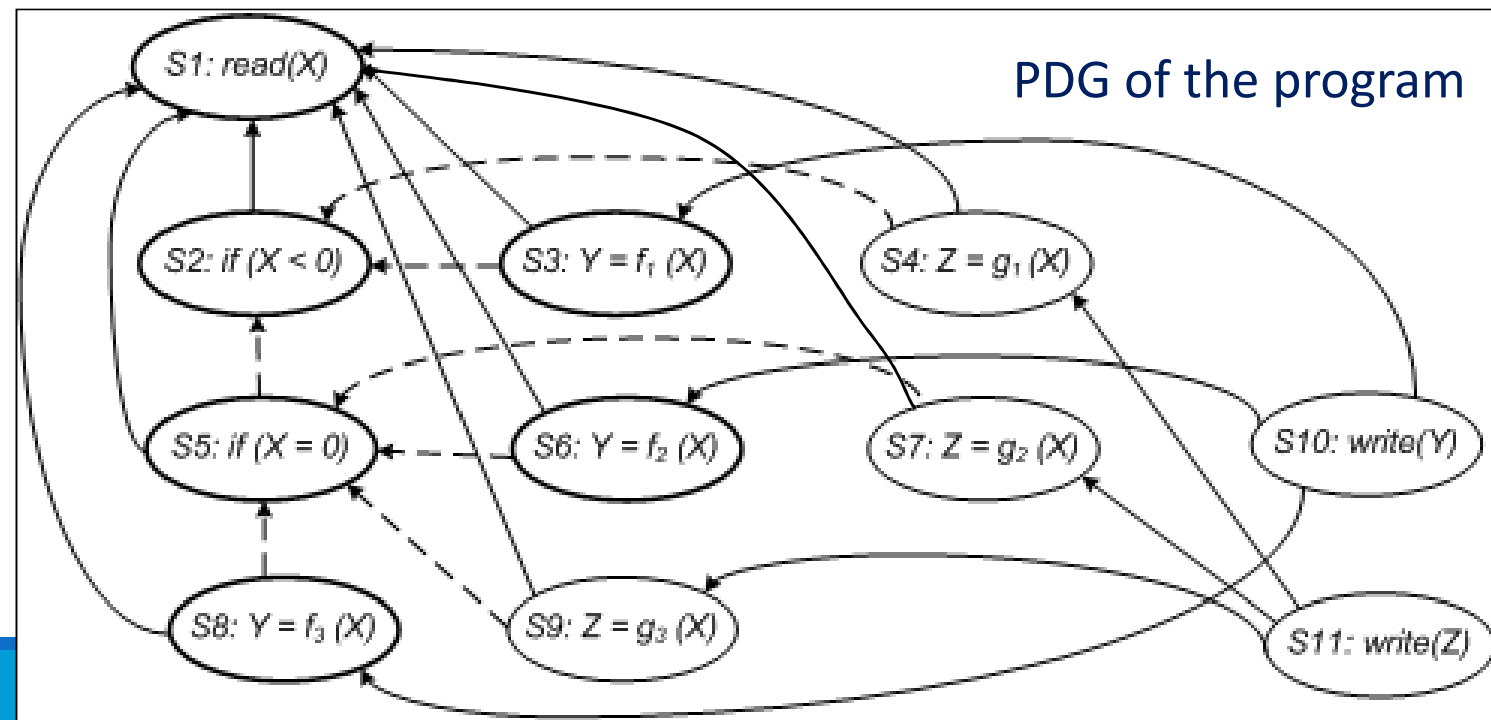 PDG of the program
S1: read(X)
S2: if (X < 0)
S3: Y = f₁ (X)
S4: Z = g₁ (X)
S5: if (X = 0)
S6: Y = f₂ (X)
S7: Z = g₂ (X)
S10: write(Y)
S8: Y = f₃ (X)
S9: Z = g₃ (X)
S11: write(Z)